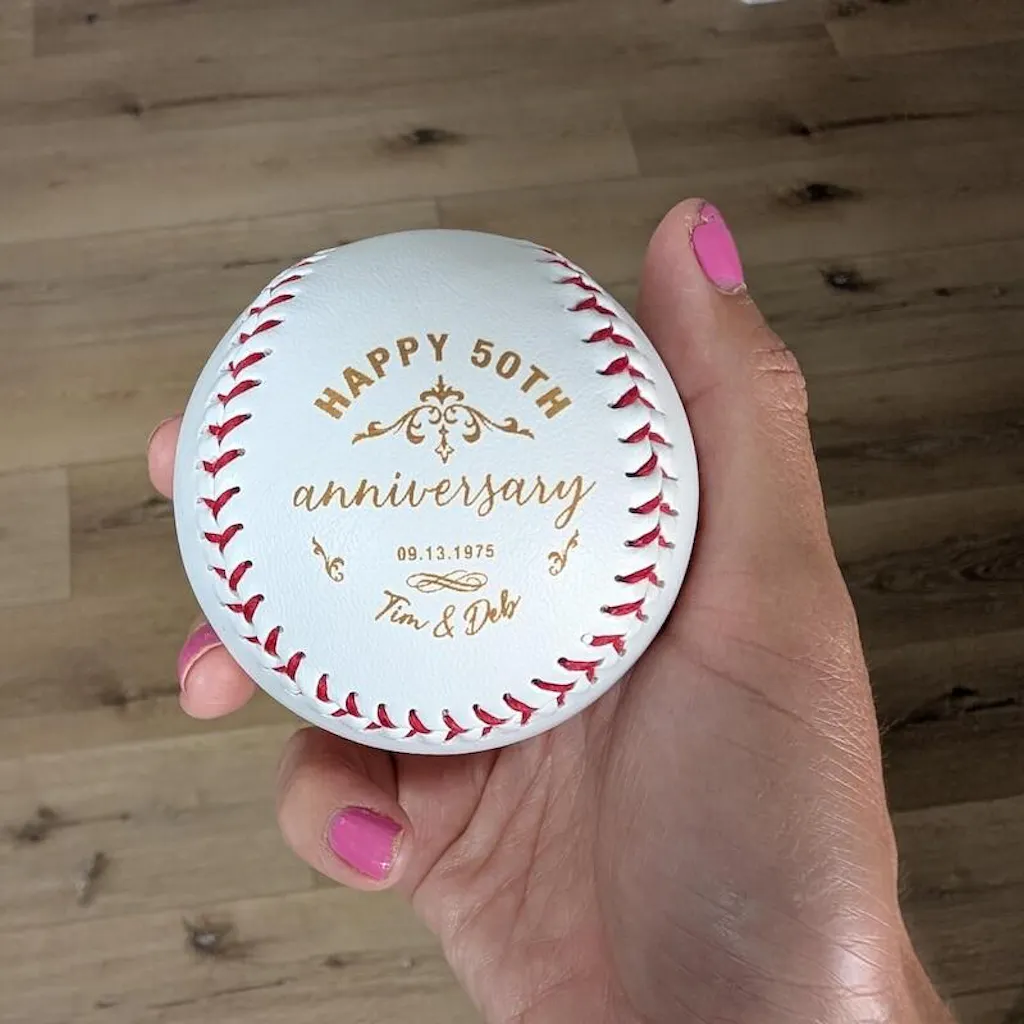 HAPPY 50TH
anniversary
09.13.1975
Tim & Deb